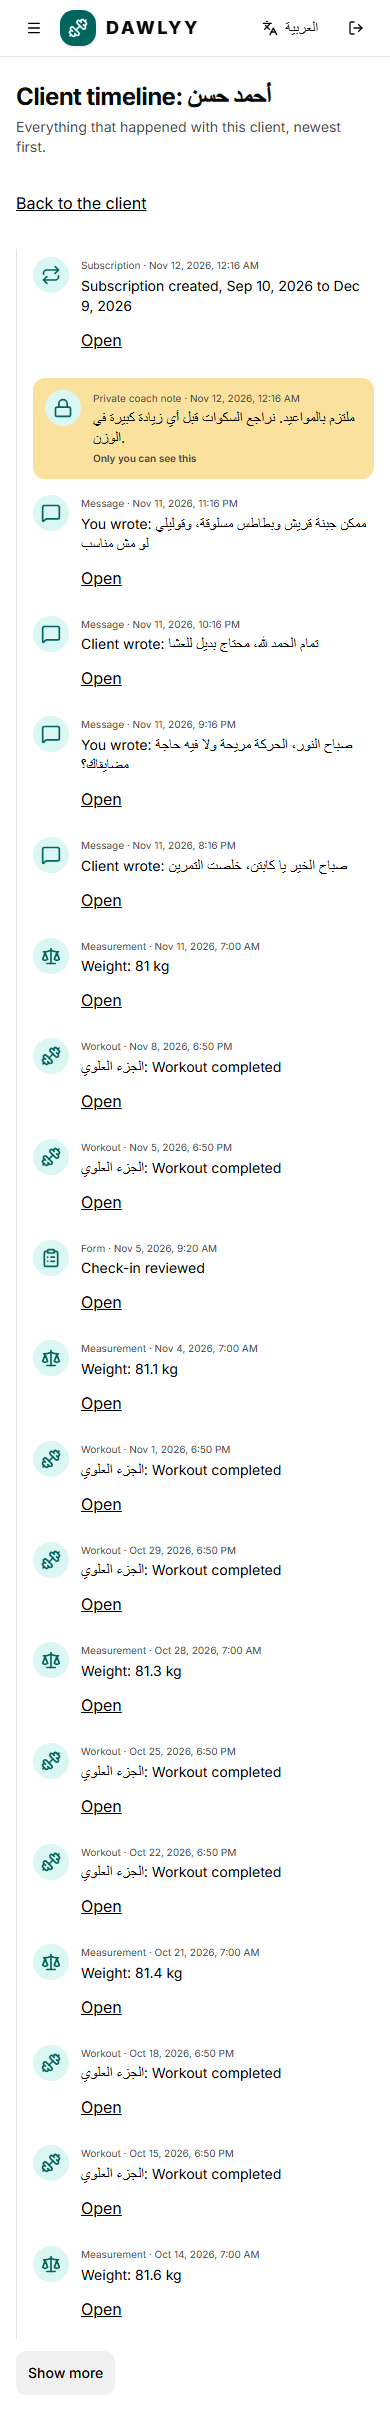 DAWLYY
العربية
Client timeline: أحمد حسن
Everything that happened with this client, newest
first.
Back to the client
Subscription · Nov 12, 2026, 12:16 AM
Subscription created, Sep 10, 2026 to Dec
9, 2026
Open
Private coach note · Nov 12, 2026, 12:16 AM
ملتزم بالمواعيد. نراجع السكوات قبل أي زيادة كبيرة في
الوزن.
Only you can see this
Message · Nov 11, 2026, 11:16 PM
You wrote: ممكن جبنة قريش وبطاطس مسلوقة، وقوليلي
لو مش مناسب
Open
Message · Nov 11, 2026, 10:16 PM
Client wrote: تمام الحمد لله، محتاج بديل للعشا
Open
Message · Nov 11, 2026, 9:16 PM
You wrote: صباح النور، الحركة مريحة ولا فيه حاجة
مضايقاك؟
Open
Message · Nov 11, 2026, 8:16 PM
Client wrote: صباح الخير يا كابتن، خلصت التمرين
Open
Measurement · Nov 11, 2026, 7:00 AM
Weight: 81 kg
Open
Workout · Nov 8, 2026, 6:50 PM
الجزء العلوي: Workout completed
Open
Workout · Nov 5, 2026, 6:50 PM
الجزء العلوي: Workout completed
Open
Form · Nov 5, 2026, 9:20 AM
Check-in reviewed
Open
Measurement · Nov 4, 2026, 7:00 AM
Weight: 81.1 kg
Open
Workout · Nov 1, 2026, 6:50 PM
الجزء العلوي: Workout completed
Open
Workout · Oct 29, 2026, 6:50 PM
الجزء العلوي: Workout completed
Open
Measurement · Oct 28, 2026, 7:00 AM
Weight: 81.3 kg
Open
Workout · Oct 25, 2026, 6:50 PM
الجزء العلوي: Workout completed
Open
Workout · Oct 22, 2026, 6:50 PM
الجزء العلوي: Workout completed
Open
Measurement · Oct 21, 2026, 7:00 AM
Weight: 81.4 kg
Open
Workout · Oct 18, 2026, 6:50 PM
الجزء العلوي: Workout completed
Open
Workout · Oct 15, 2026, 6:50 PM
الجزء العلوي: Workout completed
Open
Measurement · Oct 14, 2026, 7:00 AM
Weight: 81.6 kg
Open
Show more